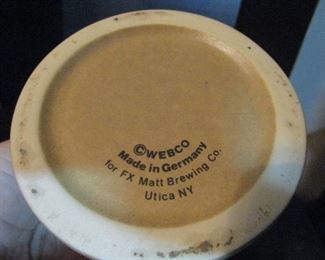 ©WEBCO
Made in Germany
for FX Matt Brewing Co.
Utica NY